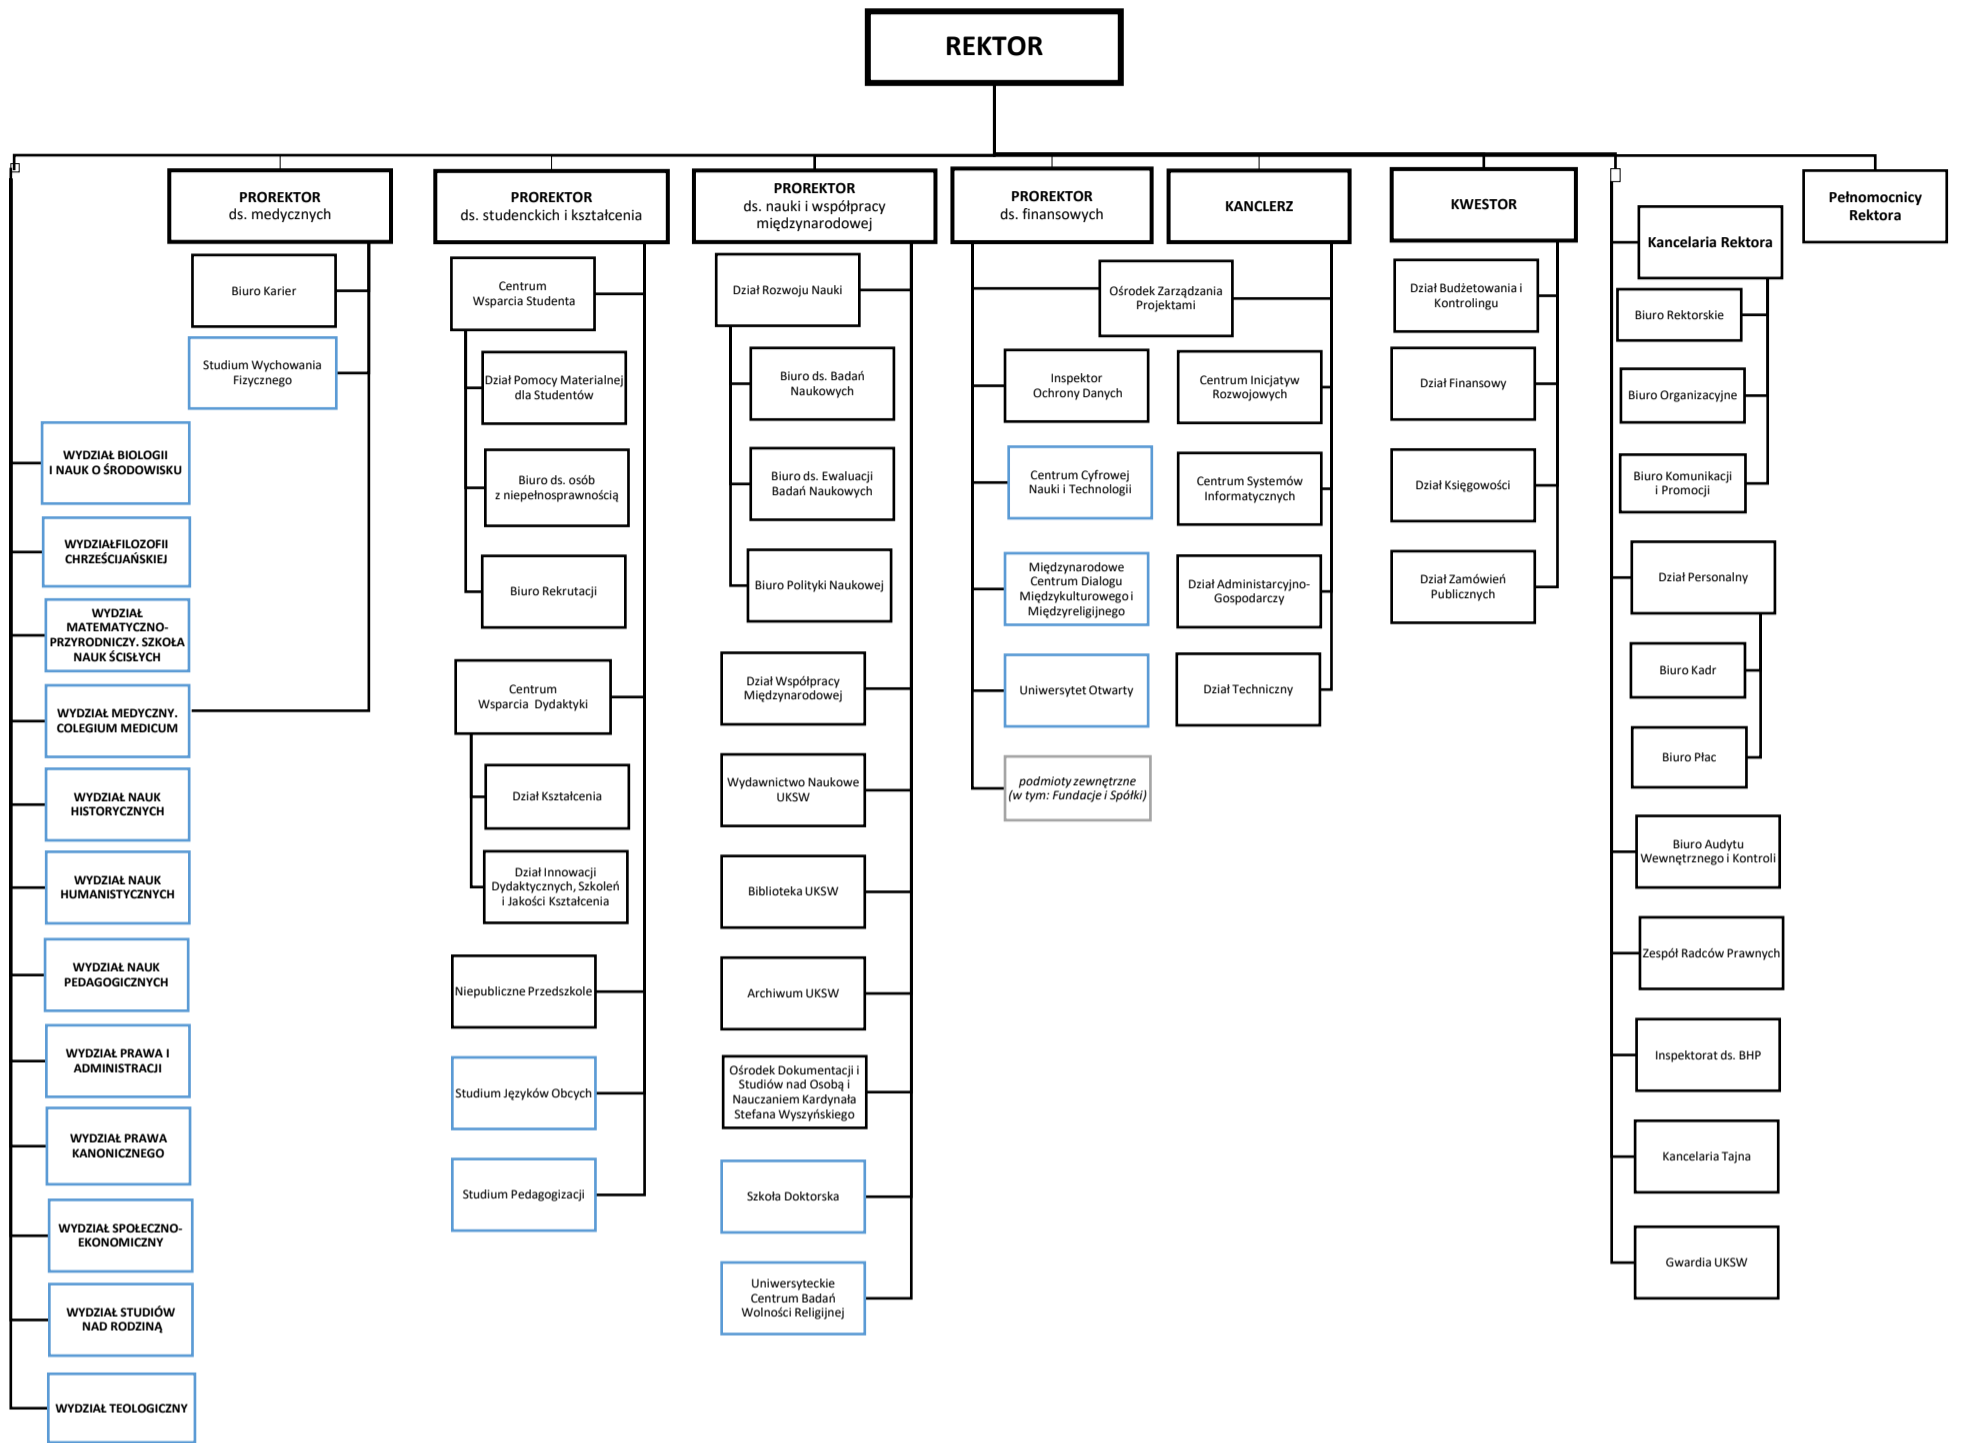 REKTOR
PROREKTOR
ds. medycznych
PROREKTOR
ds. studenckich i kształcenia
PROREKTOR
ds. nauki i współpracy
międzynarodowej
PROREKTOR
ds. finansowych
KANCLERZ
KWESTOR
Kancelaria Rektora
Pełnomocnicy
Rektora
Biuro Karier
Studium Wychowania
Fizycznego
WYDZIAŁ BIOLOGII
I NAUK O ŚRODOWISKU
WYDZIAŁFILOZOFII
CHRZEŚCIJAŃSKIEJ
WYDZIAŁ
MATEMATYCZNO-
PRZYRODNICZY. SZKOŁA
NAUK ŚCISŁYCH
WYDZIAŁ MEDYCZNY.
COLEGIUM MEDICUM
WYDZIAŁ NAUK
HISTORYCZNYCH
WYDZIAŁ NAUK
HUMANISTYCZNYCH
WYDZIAŁ NAUK
PEDAGOGICZNYCH
WYDZIAŁ PRAWA I
ADMINISTRACJI
WYDZIAŁ PRAWA
KANONICZNEGO
WYDZIAŁ SPOŁECZNO-
EKONOMICZNY
WYDZIAŁ STUDIÓW
NAD RODZINĄ
WYDZIAŁ TEOLOGICZNY
Centrum
Wsparcia Studenta
Dział Pomocy Materialnej
dla Studentów
Biuro ds. osób
z niepełnosprawnością
Biuro Rekrutacji
Centrum
Wsparcia Dydaktyki
Dział Kształcenia
Dział Innowacji
Dydaktycznych, Szkoleń
i Jakości Kształcenia
Niepubliczne Przedszkole
Studium Języków Obcych
Studium Pedagogizacji
Dział Rozwoju Nauki
Biuro ds. Badań
Naukowych
Biuro ds. Ewaluacji
Badań Naukowych
Biuro Polityki Naukowej
Dział Współpracy
Międzynarodowej
Wydawnictwo Naukowe
UKSW
Biblioteka UKSW
Archiwum UKSW
Ośrodek Dokumentacji i
Studiów nad Osobą i
Nauczaniem Kardynała
Stefana Wyszyńskiego
Szkoła Doktorska
Uniwersyteckie
Centrum Badań
Wolności Religijnej
Ośrodek Zarządzania
Projektami
Inspektor
Ochrony Danych
Centrum Cyfrowej
Nauki i Technologii
Międzynarodowe
Centrum Dialogu
Międzykulturowego i
Międzyreligijnego
Uniwersytet Otwarty
podmioty zewnętrzne
(w tym: Fundacje i Spółki)
Centrum Inicjatyw
Rozwojowych
Centrum Systemów
Informatycznych
Dział Administarcyjno-
Gospodarczy
Dział Techniczny
Dział Budżetowania i
Kontrolingu
Dział Finansowy
Dział Księgowości
Dział Zamówień
Publicznych
Biuro Rektorskie
Biuro Organizacyjne
Biuro Komunikacji
i Promocji
Dział Personalny
Biuro Kadr
Biuro Płac
Biuro Audytu
Wewnętrznego i Kontroli
Zespół Radców Prawnych
Inspektorat ds. BHP
Kancelaria Tajna
Gwardia UKSW